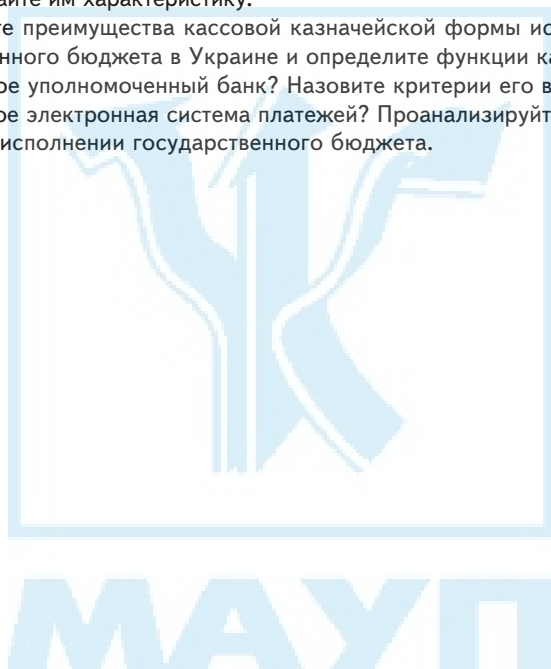 айте им характеристику.
те преимущества кассовой казначейской формы ис
нного бюджета в Украине и определите функции ка
ое уполномоченный банк? Назовите критерии его в
ре электронная система платежей? Проанализируйт
исполнении государственного бюджета.
МАУП